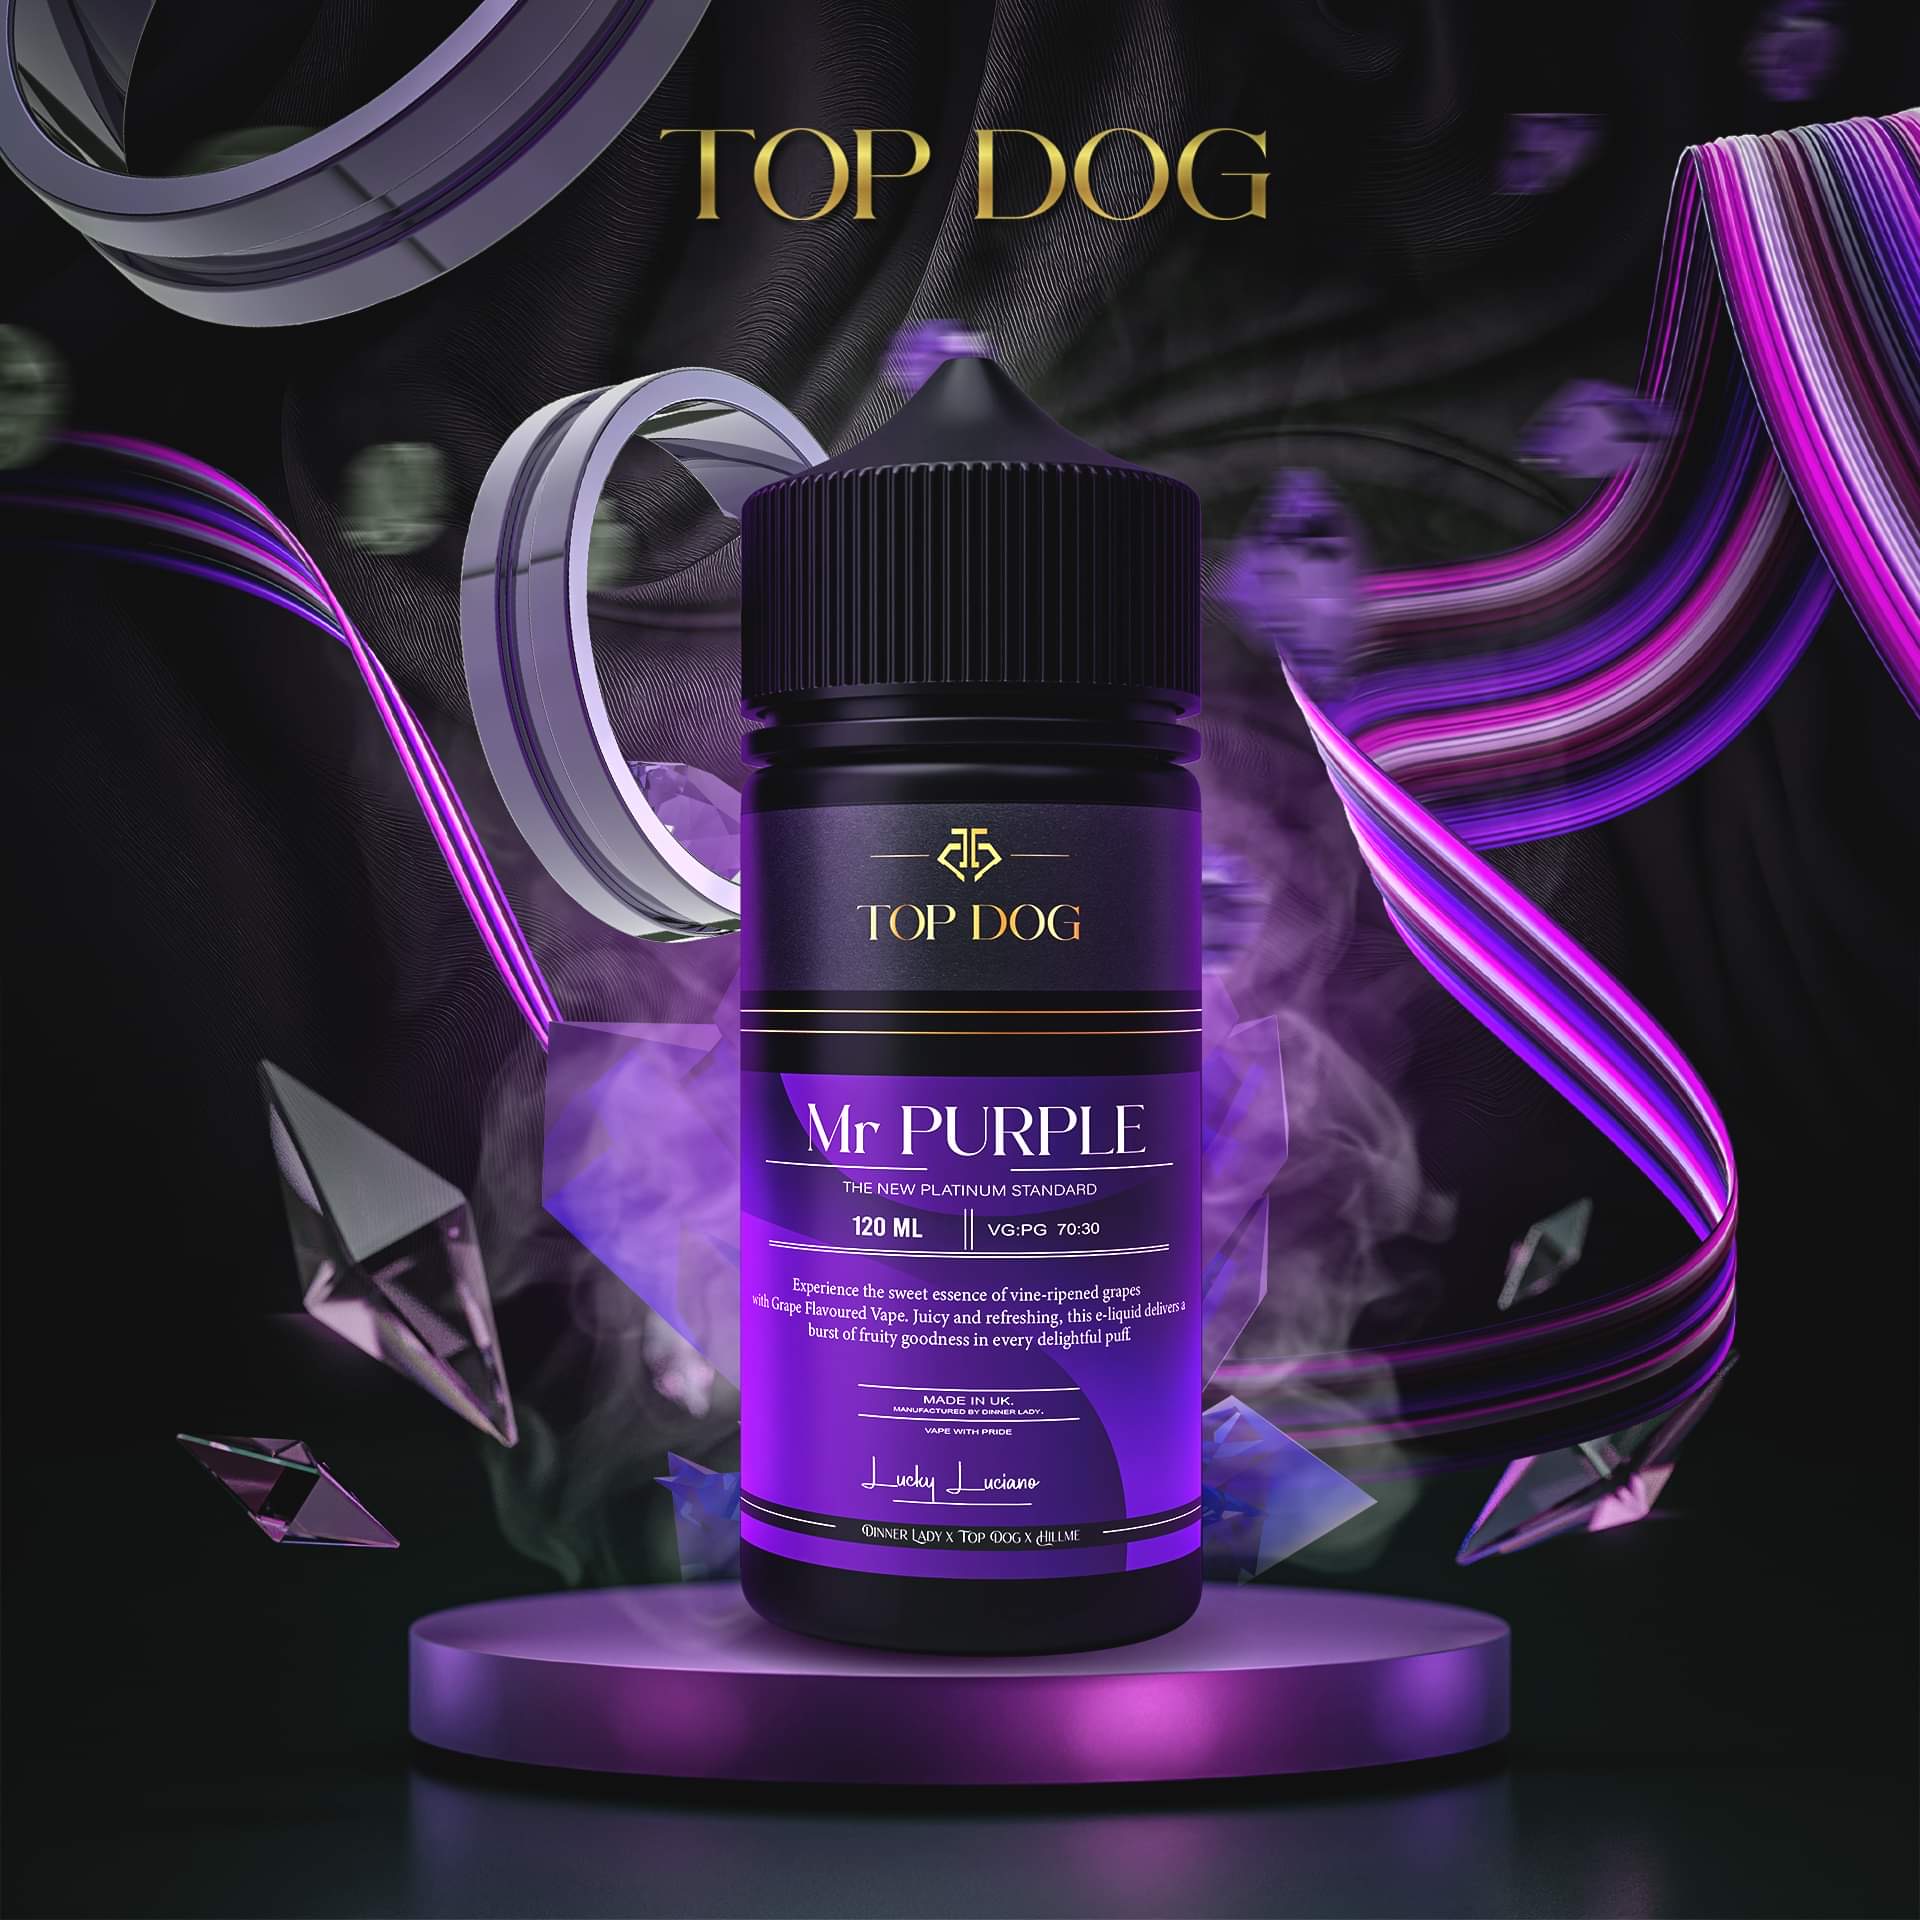 TOP DOG
TOP DOG
Mr PURPLE
THE NEW PLATINUM STANDARD
120 ML VG:PG 70:30
Experience the sweet essence of vine-ripened grapes
with Grape Flavoured Vape. Juicy and refreshing, this e-liquid delivers a
burst of fruity goodness in every delightful puff.
MADE IN UK.
MANUFACTURED BY DINNER LADY.
VAPE WITH PRIDE
Lucky Luciano
DINNER LADY X TOP DOG X HILLME